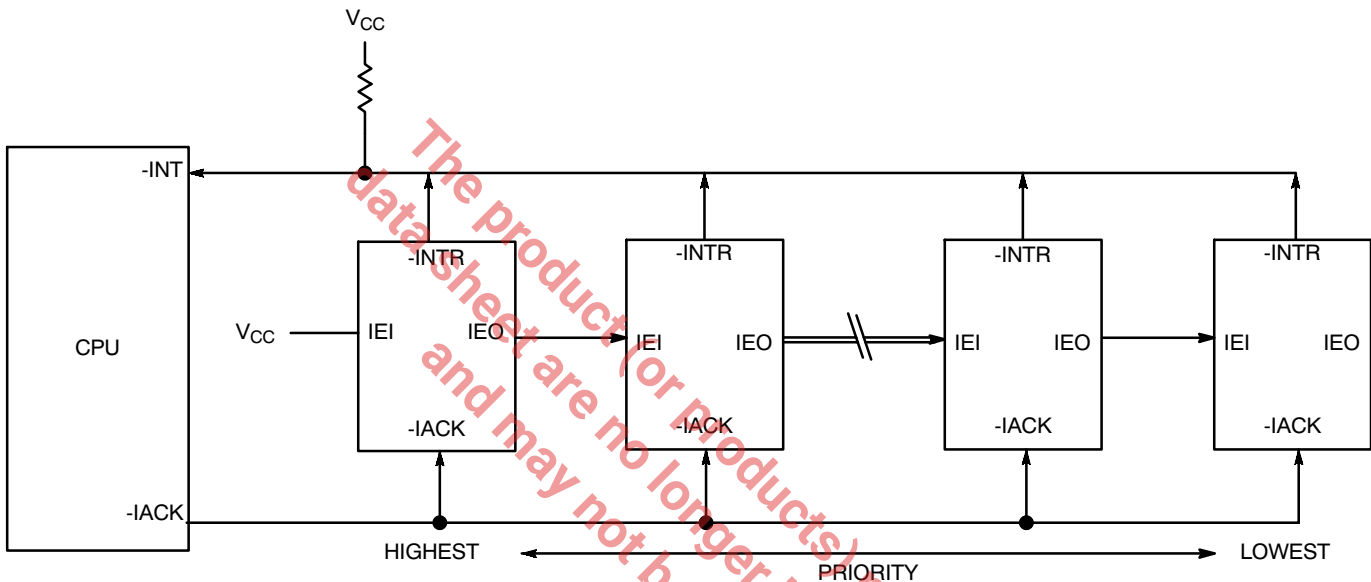 VCC
-INT
-INTR -INTR -INTR -INTR
VCC IEI IEO IEI IEO IEI IEO IEI IEO
CPU
-IACK -IACK -IACK -IACK
-IACK
HIGHEST LOWEST
PRIORITY
The product (or products)
data sheet are no longer
and may not b